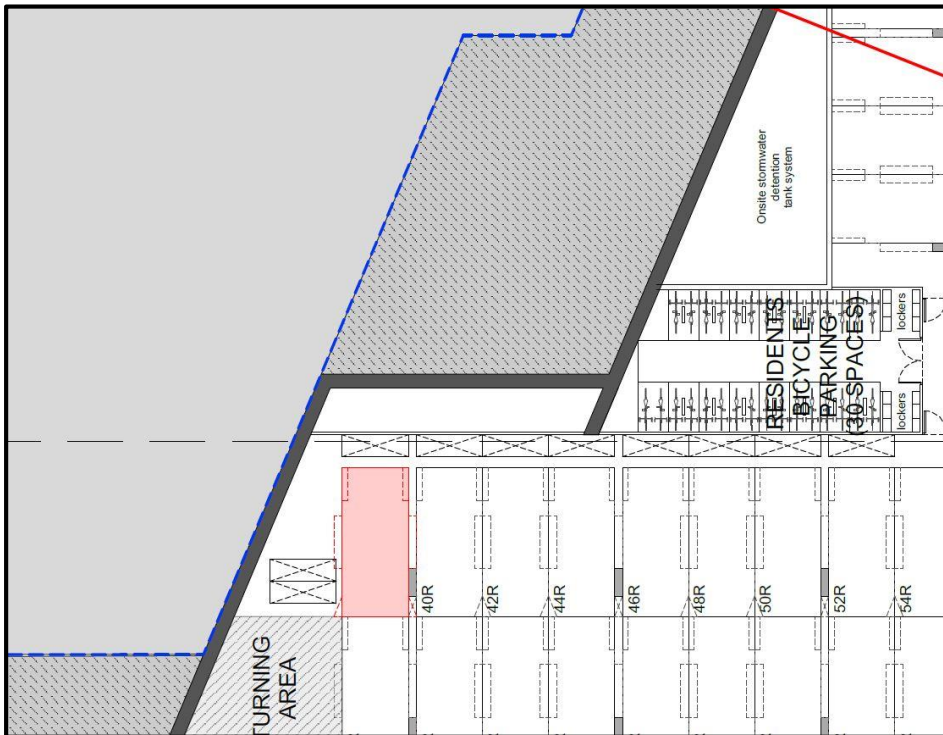 Onsite stormwater
detention
tank system
RESIDENTS
BICYCLE
PARKING
(30 SPACES)
lockers
lockers
40R
42R
44R
46R
48R
50R
52R
54R
TURNING
AREA